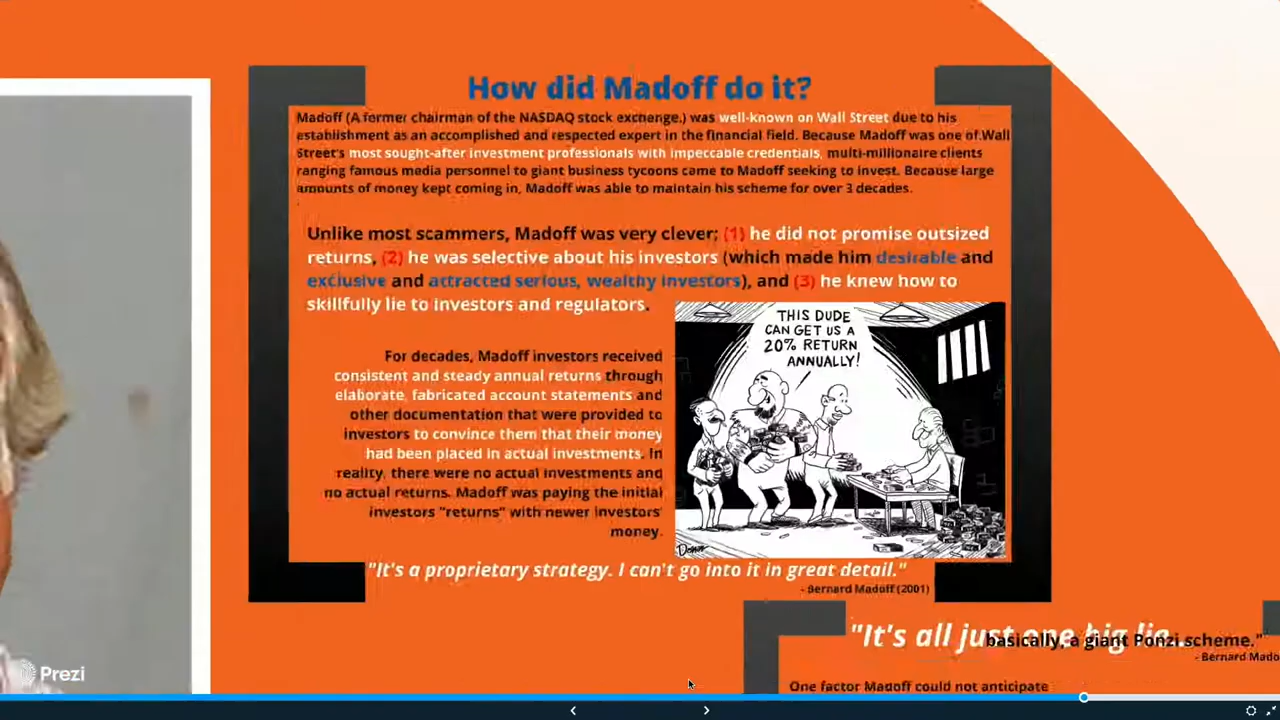 How did Madoff do it?
Madoff (A former chairman of the NASDAQ stock exchange.) was well-known on Wall Street due to his
establishment as an accomplished and respected expert in the financial field. Because Madoff was one of Wall
Street's most sought-after investment professionals with impeccable credentials, multi-millionaire clients
ranging famous media personnel to giant business tycoons came to Madoff seeking to invest. Because large
amounts of money kept coming in, Madoff was able to maintain his scheme for over 3 decades.
Unlike most scammers, Madoff was very clever; (1) he did not promise outsized
returns, (2) he was selective about his investors (which made him desirable and
exclusive and attracted serious, wealthy investors), and (3) he knew how to
skillfully lie to investors and regulators.
THIS DUDE
CAN GET US A
20% RETURN
ANNUALLY!
For decades, Madoff investors received
consistent and steady annual returns through
elaborate, fabricated account statements and
other documentation that were provided to
investors to convince them that their money
had been placed in actual investments. In
reality, there were no actual investments and
no actual returns. Madoff was paying the initial
investors "returns" with newer investors'
money.
"It's a proprietary strategy. I can't go into it in great detail."
- Bernard Madoff (2001)
"It's all just one big lie...
basically, a giant Ponzi scheme."
- Bernard Mado
One factor Madoff could not anticipate
Prezi